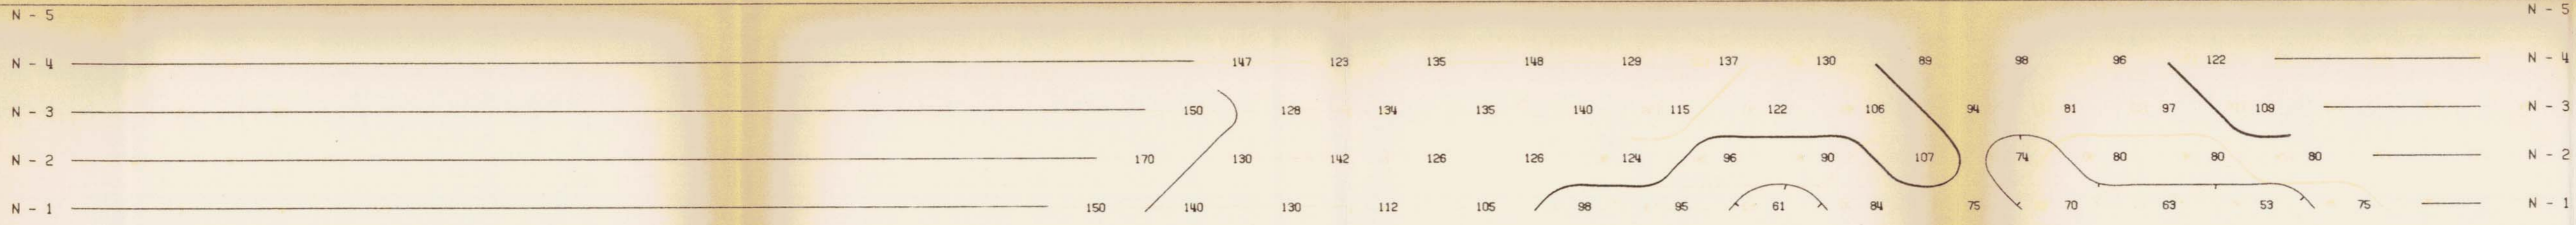 N - 5 N - 5
N - 4 147 123 135 148 129 137 130 89 98 96 122 N - 4
N - 3 150 128 134 135 140 115 122 106 94 81 97 109 N - 3
N - 2 170 130 142 126 126 124 96 90 107 74 80 80 80 N - 2
N - 1 150 140 130 112 105 98 95 61 84 75 70 63 53 75 N - 1